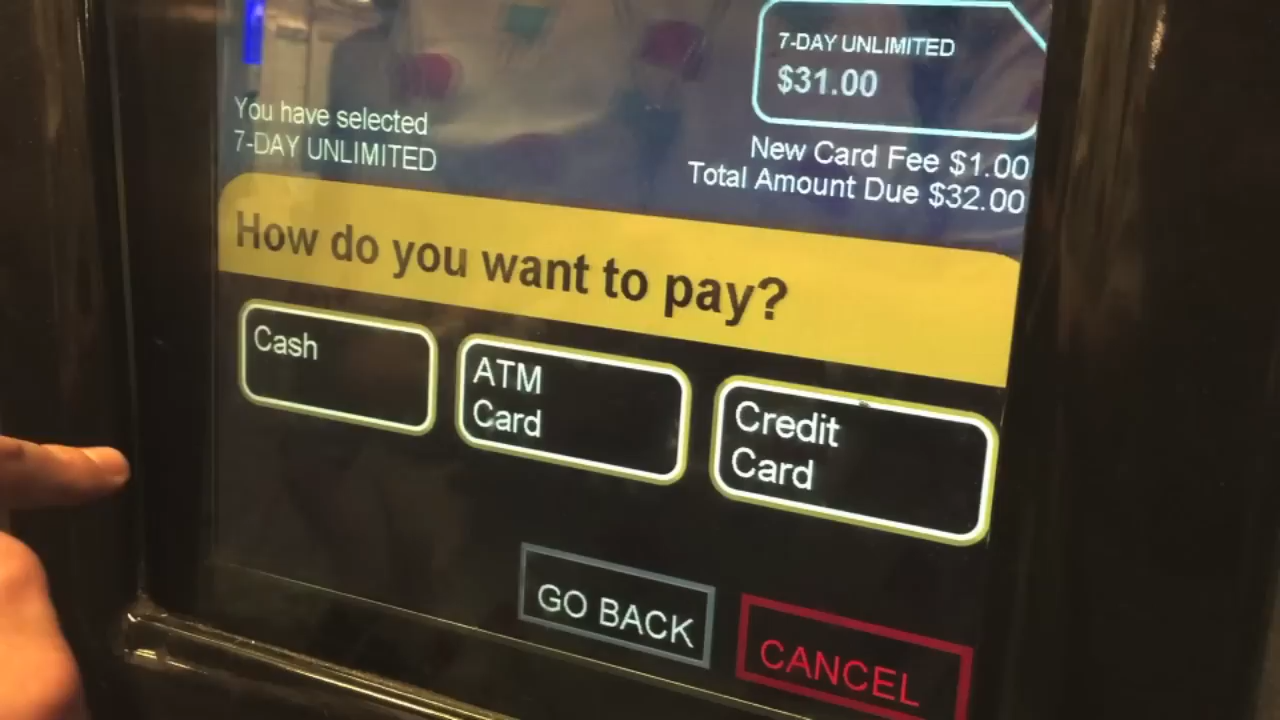 7-DAY UNLIMITED
$31.00
You have selected
7-DAY UNLIMITED
New Card Fee $1.00
Total Amount Due $32.00
How do you want to pay?
Cash
ATM
Card
Credit
Card
GO BACK
CANCEL